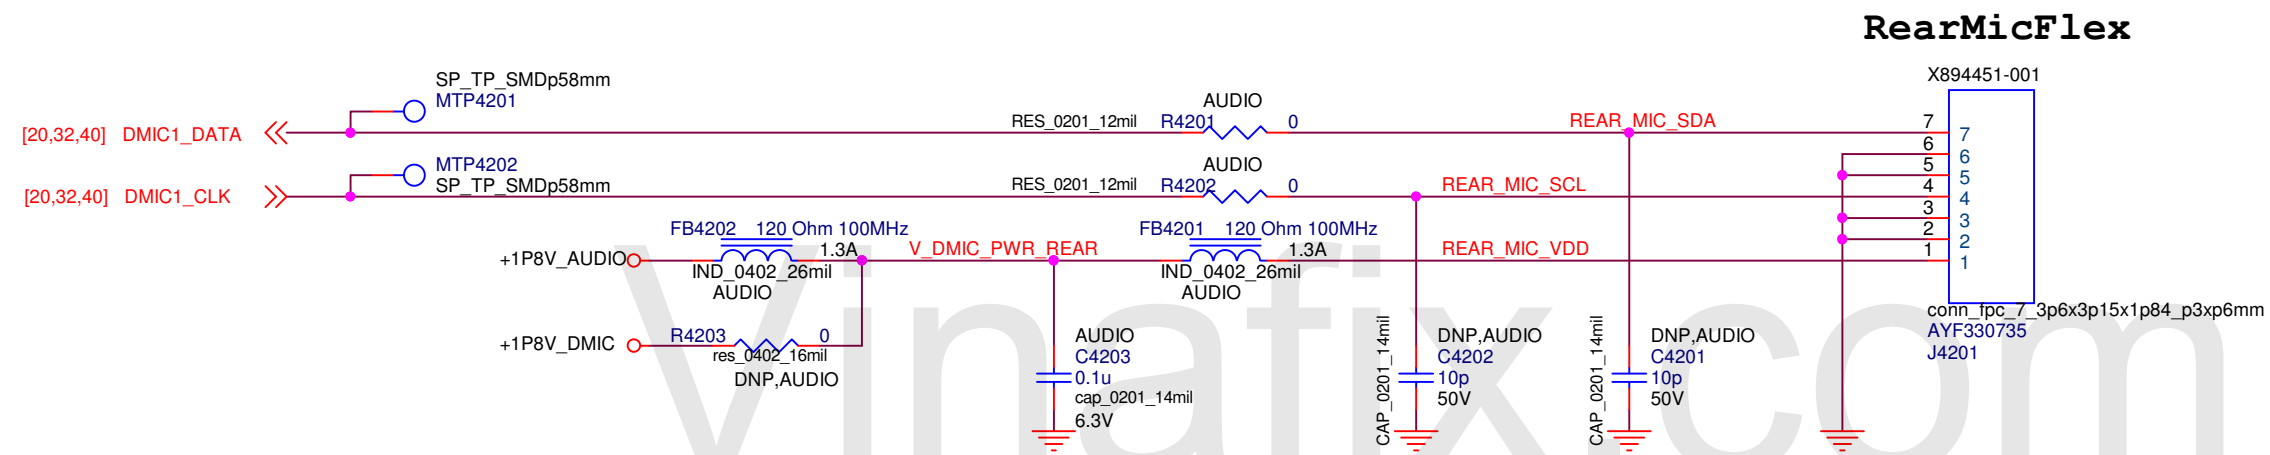 RearMicFlex
X894451-001
SP_TP_SMDp58mm
MTP4201
AUDIO
[20,32,40] DMIC1_DATA
RES_0201_12mil R4201 0
REAR_MIC_SDA
7 7
6 6
MTP4202
SP_TP_SMDp58mm
AUDIO
5 5
[20,32,40] DMIC1_CLK
RES_0201_12mil R4202 0
REAR_MIC_SCL
4 4
3 3
FB4202 120 Ohm 100MHz
FB4201 120 Ohm 100MHz
2 2
+1P8V_AUDIO
1.3A
V_DMIC_PWR_REAR
1.3A
REAR_MIC_VDD
1 1
IND_0402_26mil
AUDIO
IND_0402_26mil
AUDIO
conn_fpc_7_3p6x3p15x1p84_p3xp6mm
AYF330735
J4201
+1P8V_DMIC
R4203 0
res_0402_16mil
DNP,AUDIO
AUDIO
C4203
0.1u
cap_0201_14mil
6.3V
CAP_0201_14mil
DNP,AUDIO
C4202
10p
50V
CAP_0201_14mil
DNP,AUDIO
C4201
10p
50V
Vinafix.com